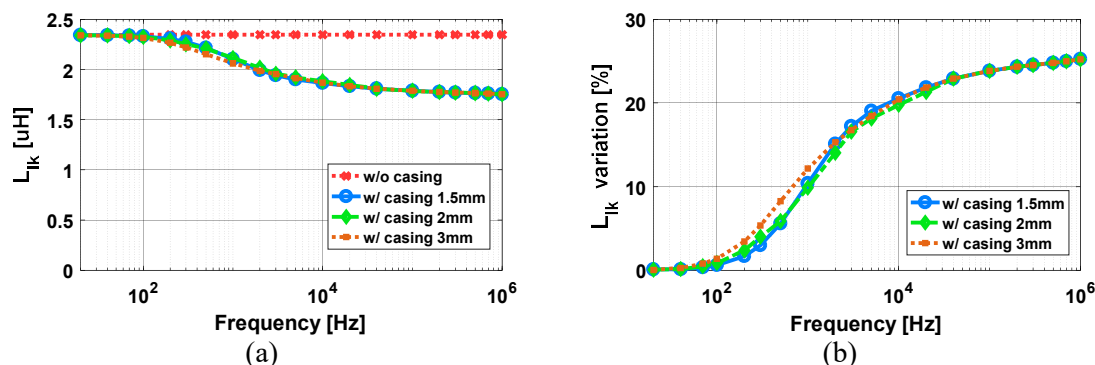 2.5
2
1.5
1
0.5
0
L_lk [uH]
w/o casing
w/ casing 1.5mm
w/ casing 2mm
w/ casing 3mm
10^2
10^4
10^6
Frequency [Hz]
(a)
30
20
10
0
L_lk variation [%]
w/ casing 1.5mm
w/ casing 2mm
w/ casing 3mm
10^2
10^4
10^6
Frequency [Hz]
(b)